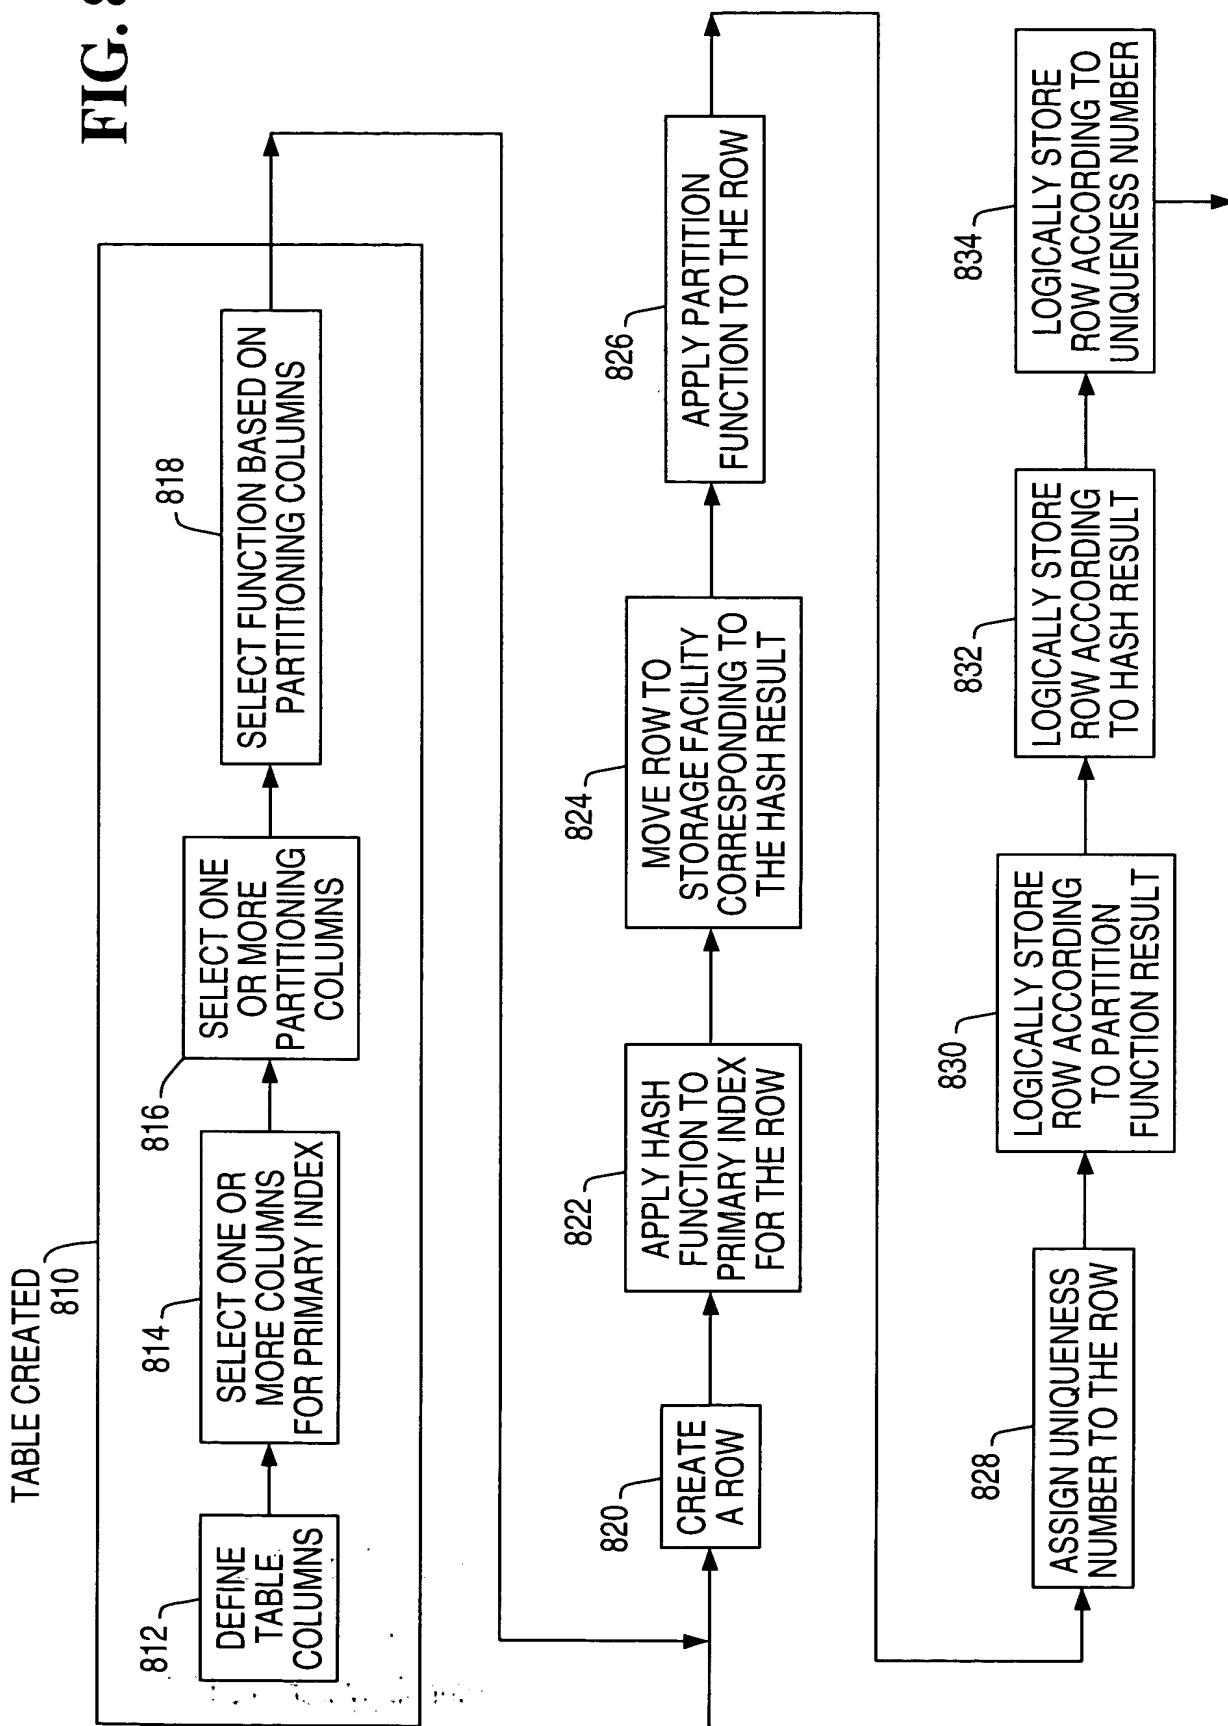 FIG. 8
TABLE CREATED
810
812
DEFINE
TABLE
COLUMNS
814
SELECT ONE OR
MORE COLUMNS
FOR PRIMARY INDEX
816
SELECT ONE
OR MORE
PARTITIONING
COLUMNS
818
SELECT FUNCTION BASED ON
PARTITIONING COLUMNS
820
CREATE
A ROW
822
APPLY HASH
FUNCTION TO
PRIMARY INDEX
FOR THE ROW
824
MOVE ROW TO
STORAGE FACILITY
CORRESPONDING TO
THE HASH RESULT
826
APPLY PARTITION
FUNCTION TO THE ROW
828
ASSIGN UNIQUENESS
NUMBER TO THE ROW
830
LOGICALLY STORE
ROW ACCORDING
TO PARTITION
FUNCTION RESULT
832
LOGICALLY STORE
ROW ACCORDING
TO HASH RESULT
834
LOGICALLY STORE
ROW ACCORDING TO
UNIQUENESS NUMBER